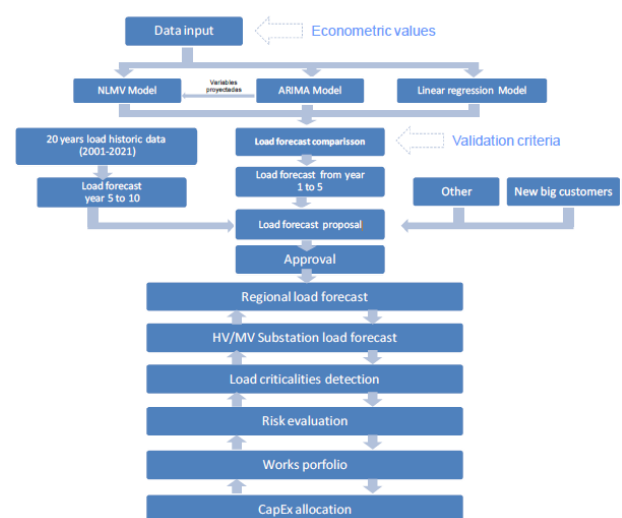 Data input
Econometric values
NLMV Model
Variables
proyectadas
ARIMA Model
Linear regression Model
20 years load historic data
(2001-2021)
Load forecast comparisson
Validation criteria
Load forecast
year 5 to 10
Load forecast from year
1 to 5
Other
New big customers
Load forecast proposal
Approval
Regional load forecast
HV/MV Substation load forecast
Load criticalities detection
Risk evaluation
Works porfolio
CapEx allocation